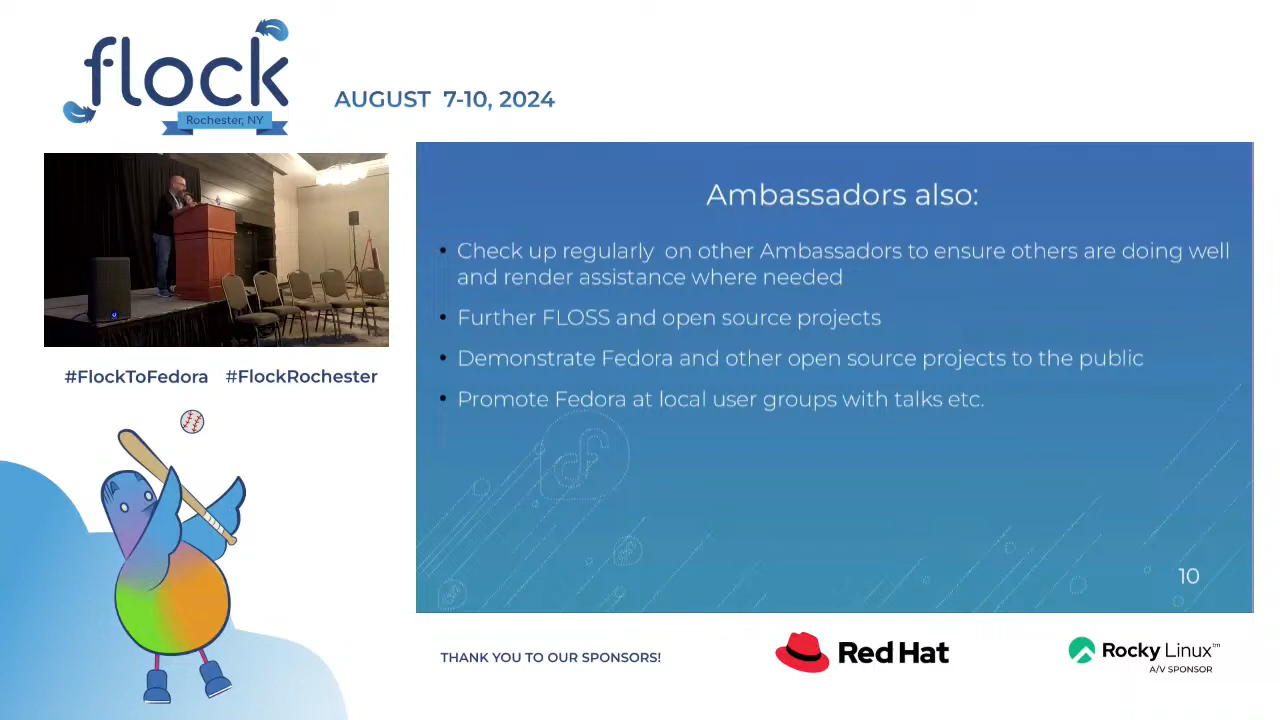 flock
Rochester, NY
AUGUST 7-10, 2024
Ambassadors also:
• Check up regularly on other Ambassadors to ensure others are doing well
and render assistance where needed
• Further FLOSS and open source projects
• Demonstrate Fedora and other open source projects to the public
• Promote Fedora at local user groups with talks etc.
10
#FlockToFedora #FlockRochester
THANK YOU TO OUR SPONSORS!
Red Hat
Rocky Linux™
A/V SPONSOR